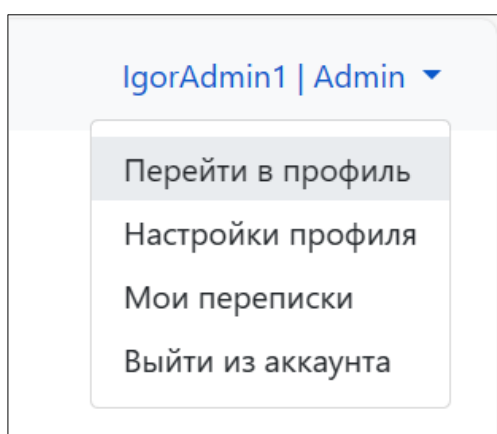 IgorAdmin1 | Admin
Перейти в профиль
Настройки профиля
Мои переписки
Выйти из аккаунта